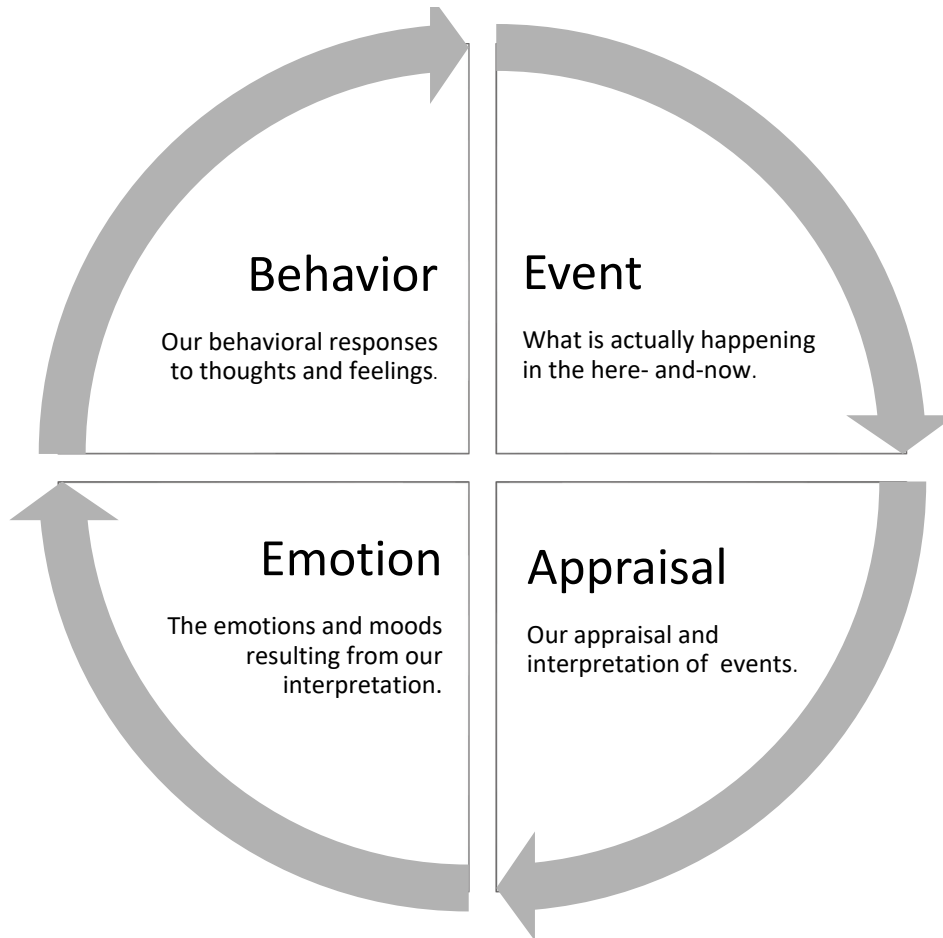 Behavior
Our behavioral responses
to thoughts and feelings.
Event
What is actually happening
in the here- and-now.
Emotion
The emotions and moods
resulting from our
interpretation.
Appraisal
Our appraisal and
interpretation of  events.